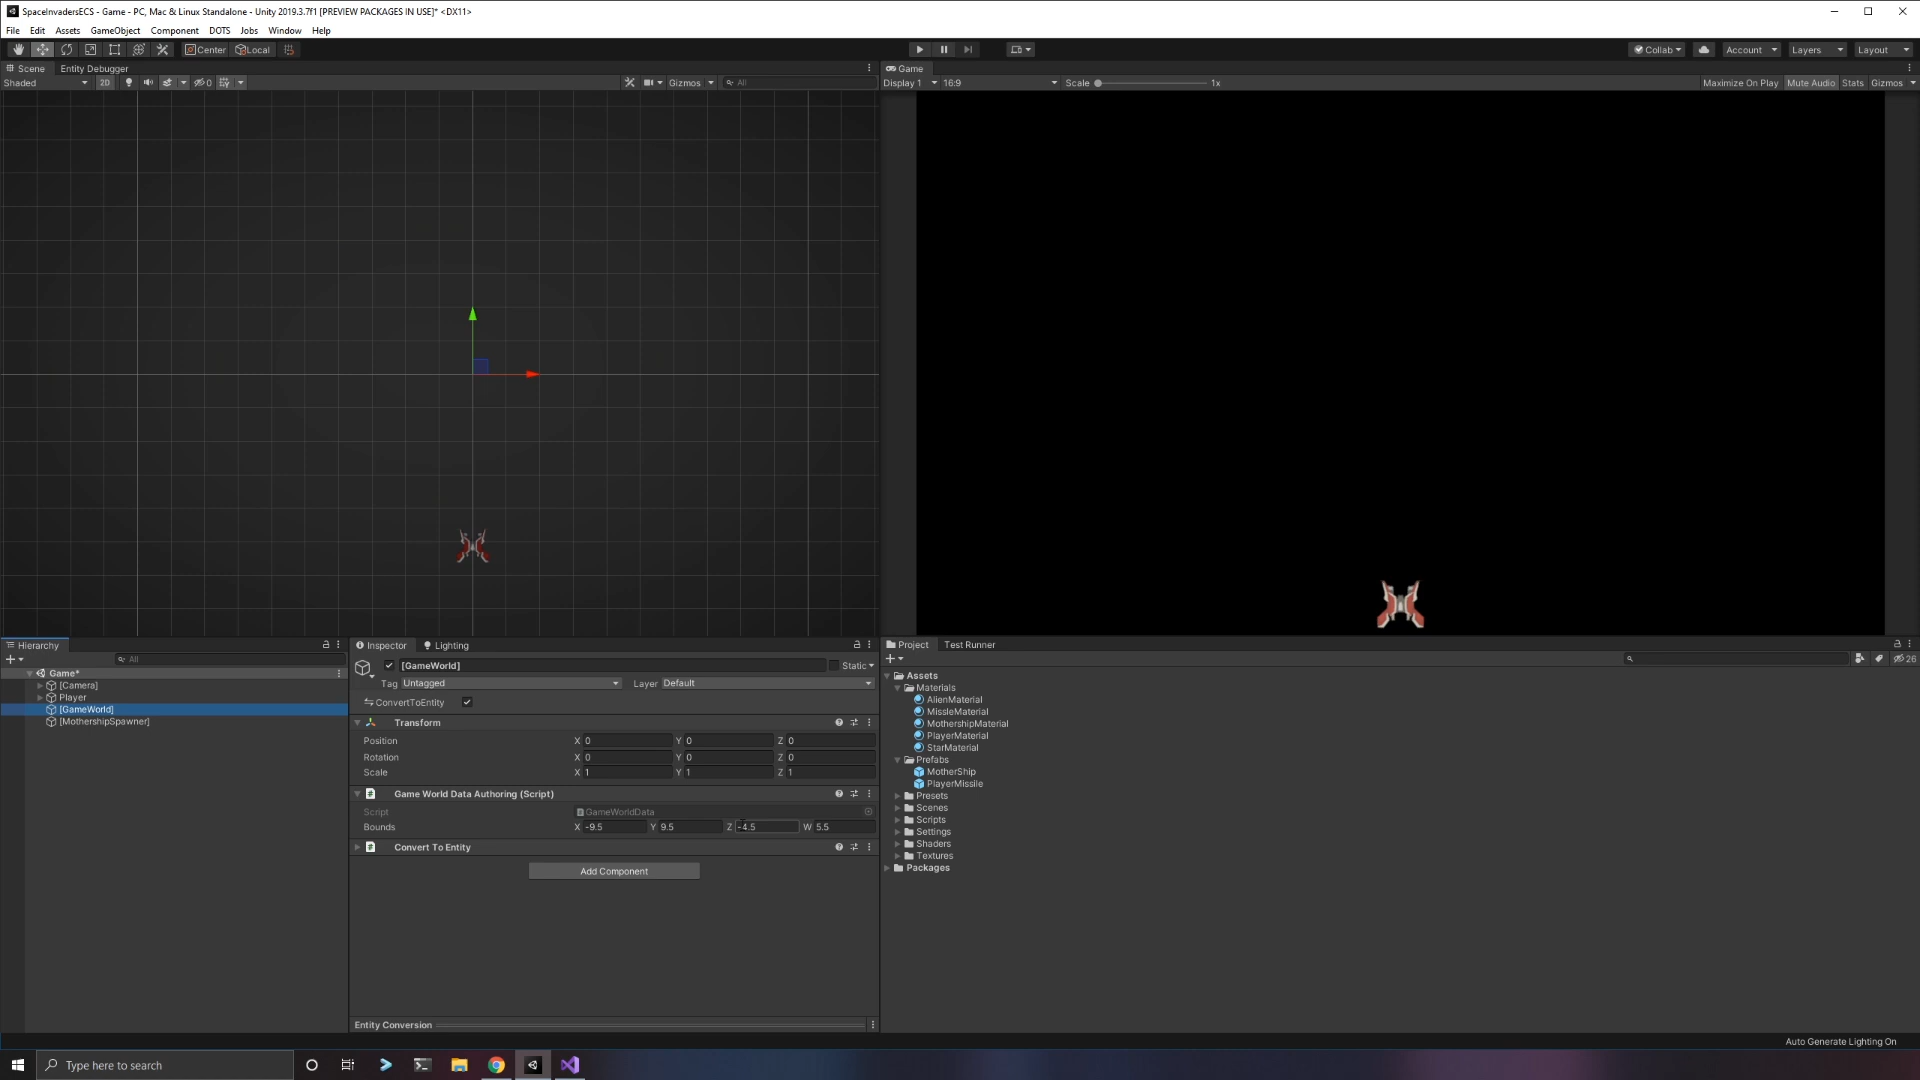 SpaceInvadersECS - Game - PC, Mac & Linux Standalone - Unity 2019.3.7f1 [PREVIEW PACKAGES IN USE]* <DX11>
File Edit Assets GameObject Component DOTS Jobs Window Help
Center Local Collab Account Layers Layout
Scene Entity Debugger Game
Shaded 2D 0 Gizmos All Display 1 16:9 Scale 1x Maximize On Play Mute Audio Stats Gizmos
Hierarchy
All
Game*
[Camera]
Player
[GameWorld]
[MothershipSpawner]
Inspector Lighting
[GameWorld] Static
Tag Untagged Layer Default
ConvertToEntity
Transform
Position X 0 Y 0 Z 0
Rotation X 0 Y 0 Z 0
Scale X 1 Y 1 Z 1
Game World Data Authoring (Script)
Script GameWorldData
Bounds X -9.5 Y 9.5 Z -4.5 W 5.5
Convert To Entity
Add Component
Entity Conversion
Project Test Runner
26
Assets
Materials
AlienMaterial
MissleMaterial
MothershipMaterial
PlayerMaterial
StarMaterial
Prefabs
MotherShip
PlayerMissile
Presets
Scenes
Scripts
Settings
Shaders
Textures
Packages
Auto Generate Lighting On
Type here to search